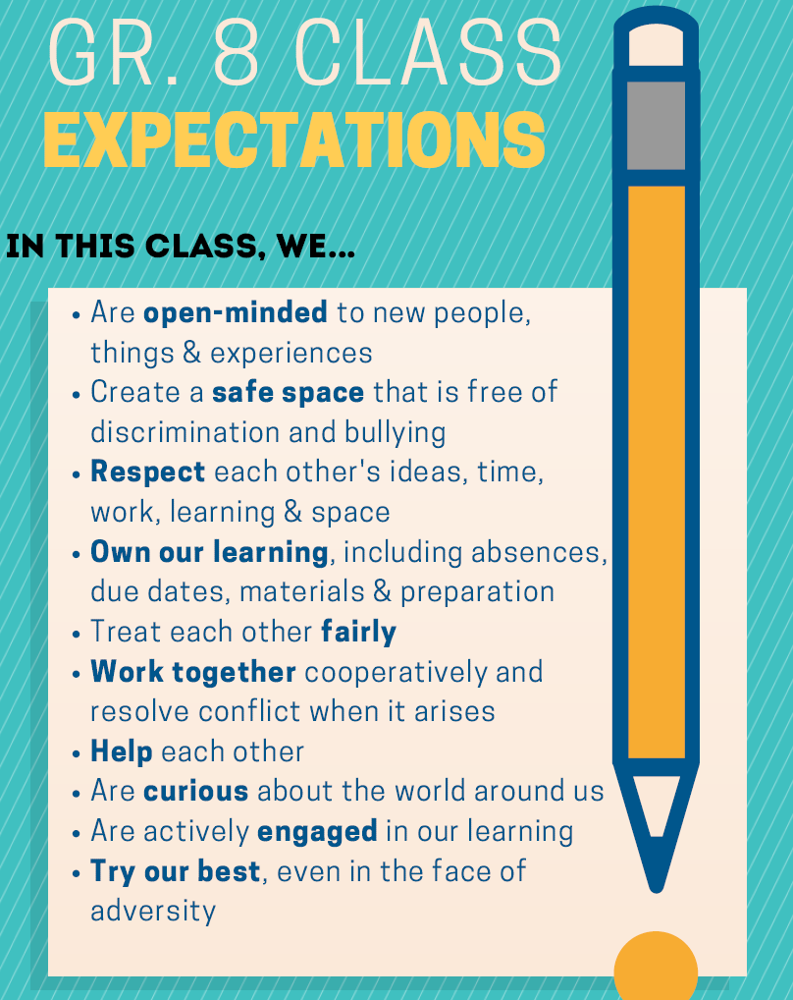 GR. 8 CLASS
EXPECTATIONS
IN THIS CLASS, WE...
• Are open-minded to new people,
things & experiences
• Create a safe space that is free of
discrimination and bullying
• Respect each other's ideas, time,
work, learning & space
• Own our learning, including absences,
due dates, materials & preparation
• Treat each other fairly
• Work together cooperatively and
resolve conflict when it arises
• Help each other
• Are curious about the world around us
• Are actively engaged in our learning
• Try our best, even in the face of
adversity